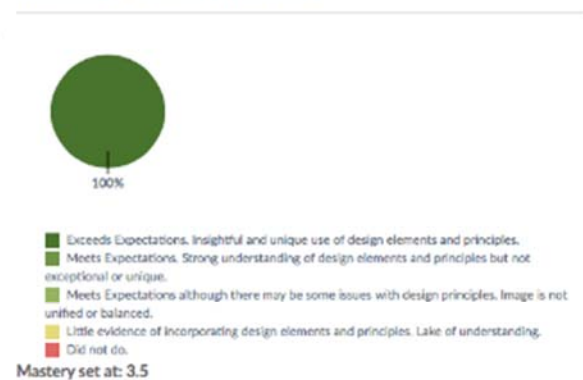 100%
Exceeds Expectations. Insightful and unique use of design elements and principles.
Meets Expectations. Strong understanding of design elements and principles but not
exceptional or unique.
Meets Expectations although there may be some issues with design principles. Image is not
unified or balanced.
Little evidence of incorporating design elements and principles. Lake of understanding.
Did not do.
Mastery set at: 3.5